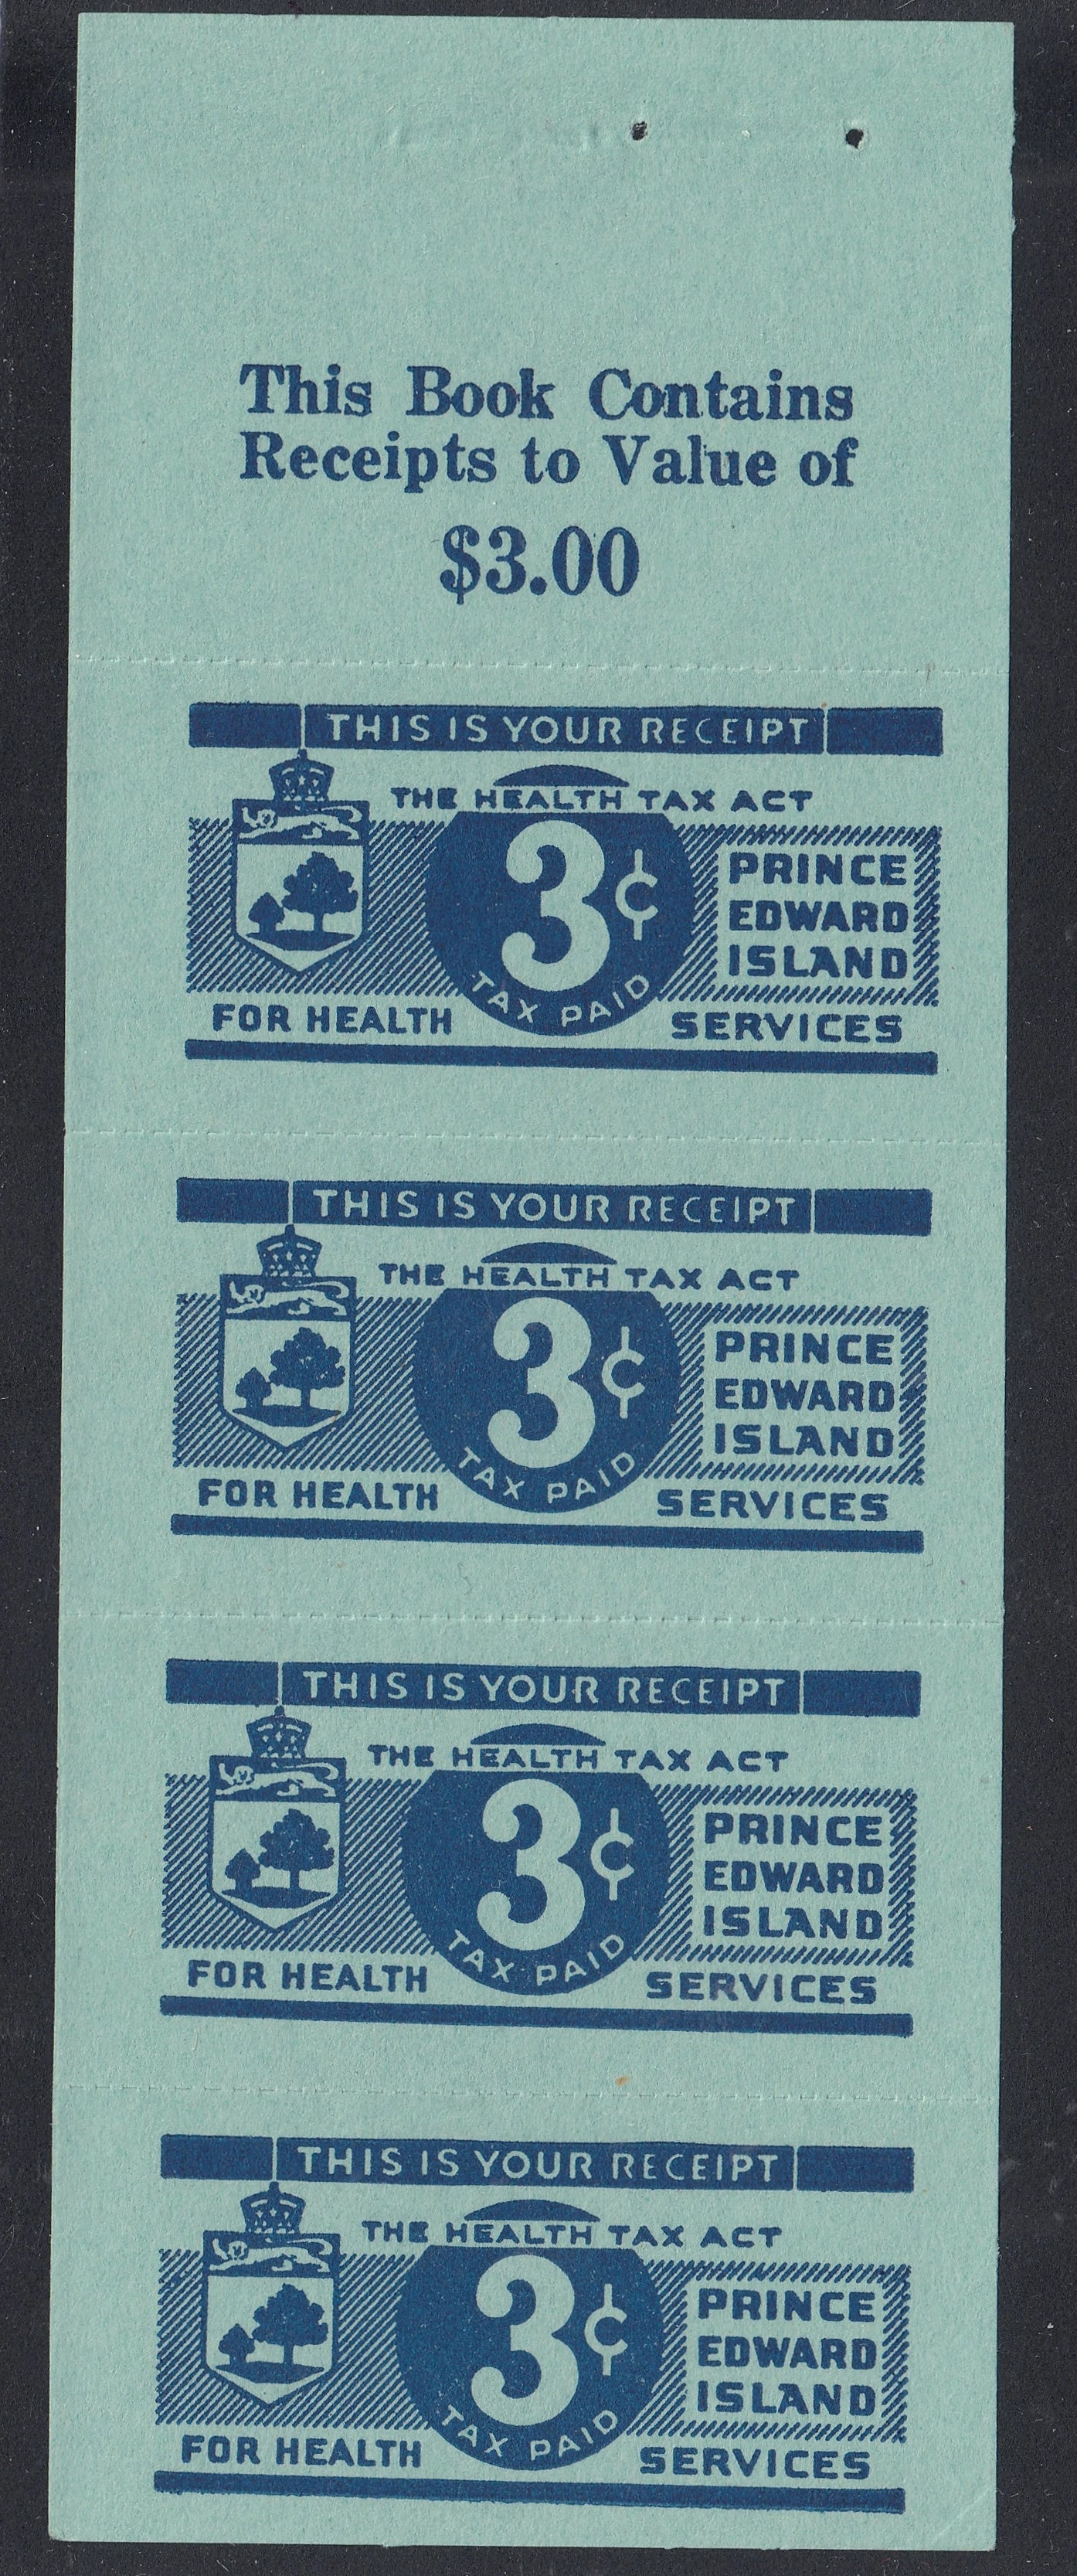 This Book Contains
Receipts to Value of
$3.00
THIS IS YOUR RECEIPT
THE HEALTH TAX ACT
3¢
PRINCE
EDWARD
ISLAND
TAX PAID
FOR HEALTH SERVICES
THIS IS YOUR RECEIPT
THE HEALTH TAX ACT
3¢
PRINCE
EDWARD
ISLAND
TAX PAID
FOR HEALTH SERVICES
THIS IS YOUR RECEIPT
THE HEALTH TAX ACT
3¢
PRINCE
EDWARD
ISLAND
TAX PAID
FOR HEALTH SERVICES
THIS IS YOUR RECEIPT
THE HEALTH TAX ACT
3¢
PRINCE
EDWARD
ISLAND
TAX PAID
FOR HEALTH SERVICES